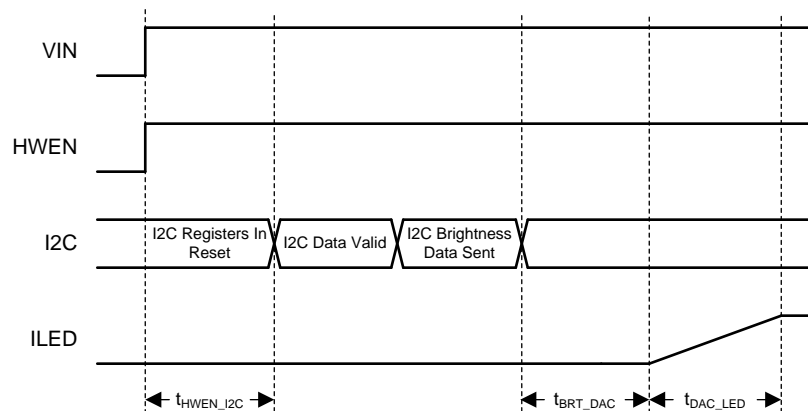 VIN
HWEN
I2C
I2C Registers In
Reset
I2C Data Valid
I2C Brightness
Data Sent
ILED
tHWEN_I2C
tBRT_DAC
tDAC_LED